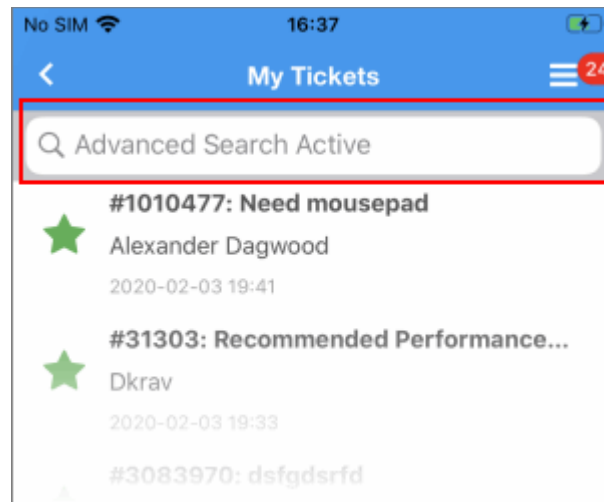 No SIM 16:37
My Tickets 24
Advanced Search Active
#1010477: Need mousepad
Alexander Dagwood
2020-02-03 19:41
#31303: Recommended Performance...
Dkrav
2020-02-03 19:33
#3083970: dsfgdsrfd